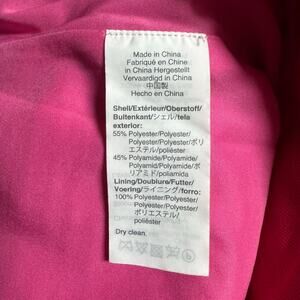 Made in China
Fabriqué en Chine
in China Hergestellt
Vervaardigd in China
中国製
Hecho en China
Shell/Extérieur/Oberstoff/
Buitenkant/シェル/tela
exterior:
55% Polyester/Polyester/
Polyester/Polyester/ポリ
エステル/poliéster
45% Polyamide/Polyamide/
Polyamid/Polyamide/ポ
リアミド/poliamida
Lining/Doublure/Futter/
Voering/ライニング/forro:
100% Polyester/Polyester/
Polyester/Polyester/
ポリエステル/
poliéster
Dry clean.